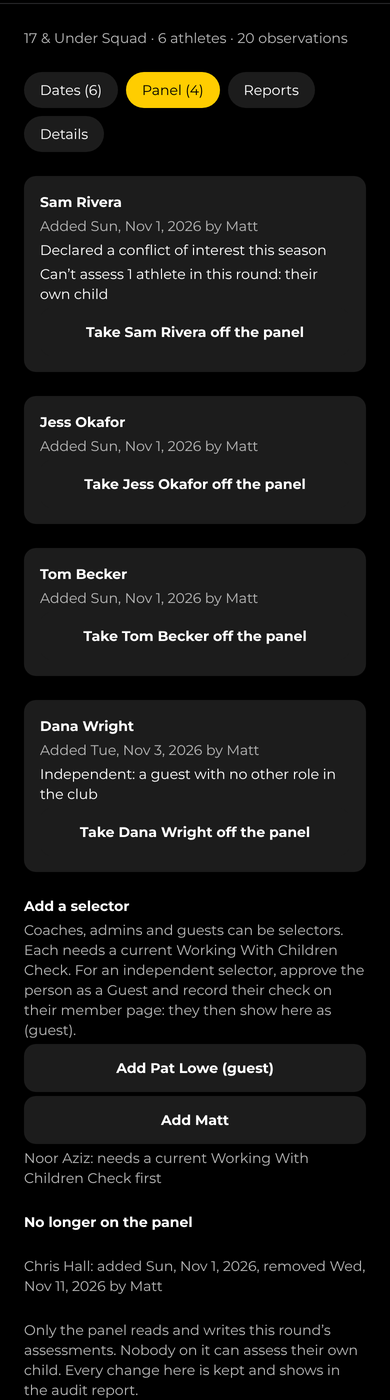 17 & Under Squad · 6 athletes · 20 observations
Dates (6)
Panel (4)
Reports
Details
Sam Rivera
Added Sun, Nov 1, 2026 by Matt
Declared a conflict of interest this season
Can’t assess 1 athlete in this round: their
own child
Take Sam Rivera off the panel
Jess Okafor
Added Sun, Nov 1, 2026 by Matt
Take Jess Okafor off the panel
Tom Becker
Added Sun, Nov 1, 2026 by Matt
Take Tom Becker off the panel
Dana Wright
Added Tue, Nov 3, 2026 by Matt
Independent: a guest with no other role in
the club
Take Dana Wright off the panel
Add a selector
Coaches, admins and guests can be selectors.
Each needs a current Working With Children
Check. For an independent selector, approve the
person as a Guest and record their check on
their member page: they then show here as
(guest).
Add Pat Lowe (guest)
Add Matt
Noor Aziz: needs a current Working With
Children Check first
No longer on the panel
Chris Hall: added Sun, Nov 1, 2026, removed Wed,
Nov 11, 2026 by Matt
Only the panel reads and writes this round’s
assessments. Nobody on it can assess their own
child. Every change here is kept and shows in
the audit report.